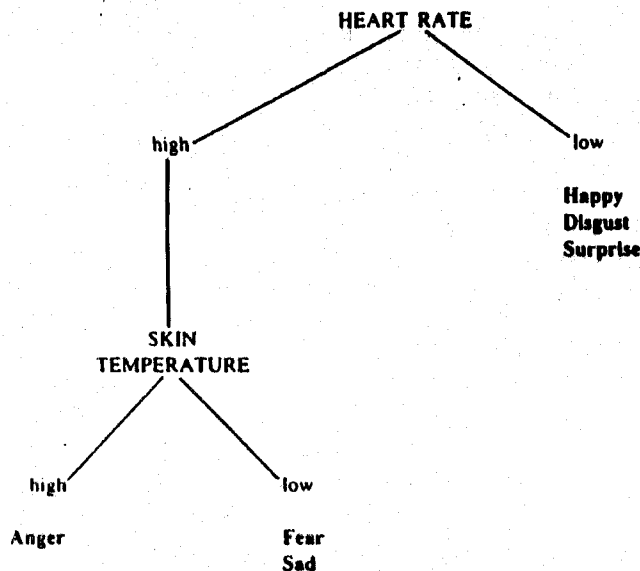 HEART RATE
high
low
Happy
Disgust
Surprise
SKIN
TEMPERATURE
high
low
Anger
Fear
Sad